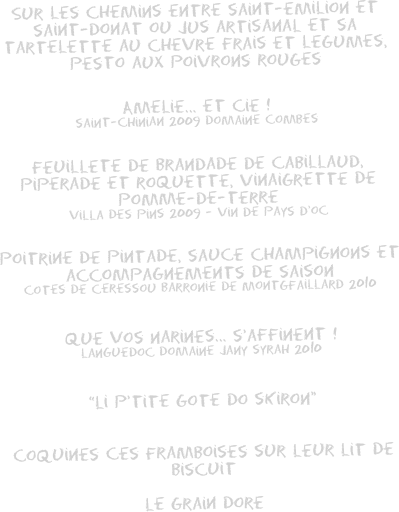 SUR LES CHEMINS ENTRE SAINT-EMILION ET
SAINT-DONAT OU JUS ARTISANAL ET SA
TARTELETTE AU CHEVRE FRAIS ET LEGUMES,
PESTO AUX POIVRONS ROUGES
AMELIE... ET CIE !
SAINT-CHINIAN 2009 DOMAINE COMBES
FEUILLETE DE BRANDADE DE CABILLAUD,
PIPERADE ET ROQUETTE, VINAIGRETTE DE
POMME-DE-TERRE
VILLA DES PINS 2009 - VIN DE PAYS D'OC
POITRINE DE PINTADE, SAUCE CHAMPIGNONS ET
ACCOMPAGNEMENTS DE SAISON
COTES DE CERESSOU BARRONIE DE MONTGFAILLARD 2010
QUE VOS NARINES... S'AFFINENT !
LANGUEDOC DOMAINE JANY SYRAH 2010
"LI P'TITE GOTE DO SKIRON"
COQUINES CES FRAMBOISES SUR LEUR LIT DE
BISCUIT
LE GRAIN DORE